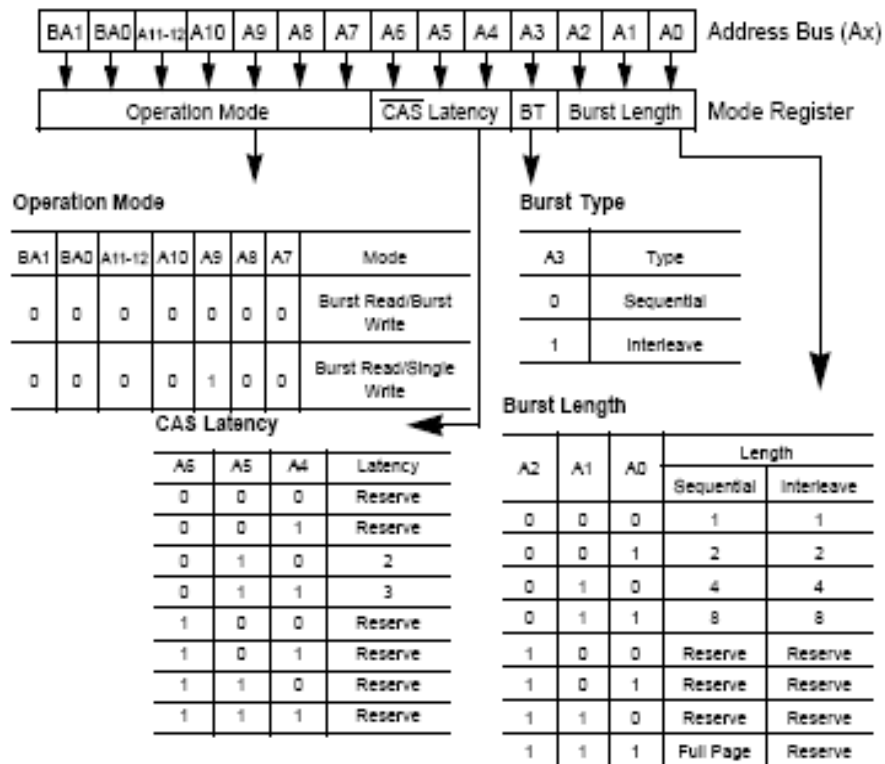 BA1 BA0 A11-12 A10 A9 A8 A7 A6 A5 A4 A3 A2 A1 A0 Address Bus (Ax)
Operation Mode CAS Latency BT Burst Length Mode Register
Operation Mode
BA1 BA0 A11-12 A10 A9 A8 A7 Mode
0 0 0 0 0 0 0 Burst Read/Burst
Write
0 0 0 0 1 0 0 Burst Read/Single
Write
Burst Type
A3 Type
0 Sequential
1 Interleave
CAS Latency
A6 A5 A4 Latency
0 0 0 Reserve
0 0 1 Reserve
0 1 0 2
0 1 1 3
1 0 0 Reserve
1 0 1 Reserve
1 1 0 Reserve
1 1 1 Reserve
Burst Length
A2 A1 A0 Length
Sequential Interleave
0 0 0 1 1
0 0 1 2 2
0 1 0 4 4
0 1 1 8 8
1 0 0 Reserve Reserve
1 0 1 Reserve Reserve
1 1 0 Reserve Reserve
1 1 1 Full Page Reserve